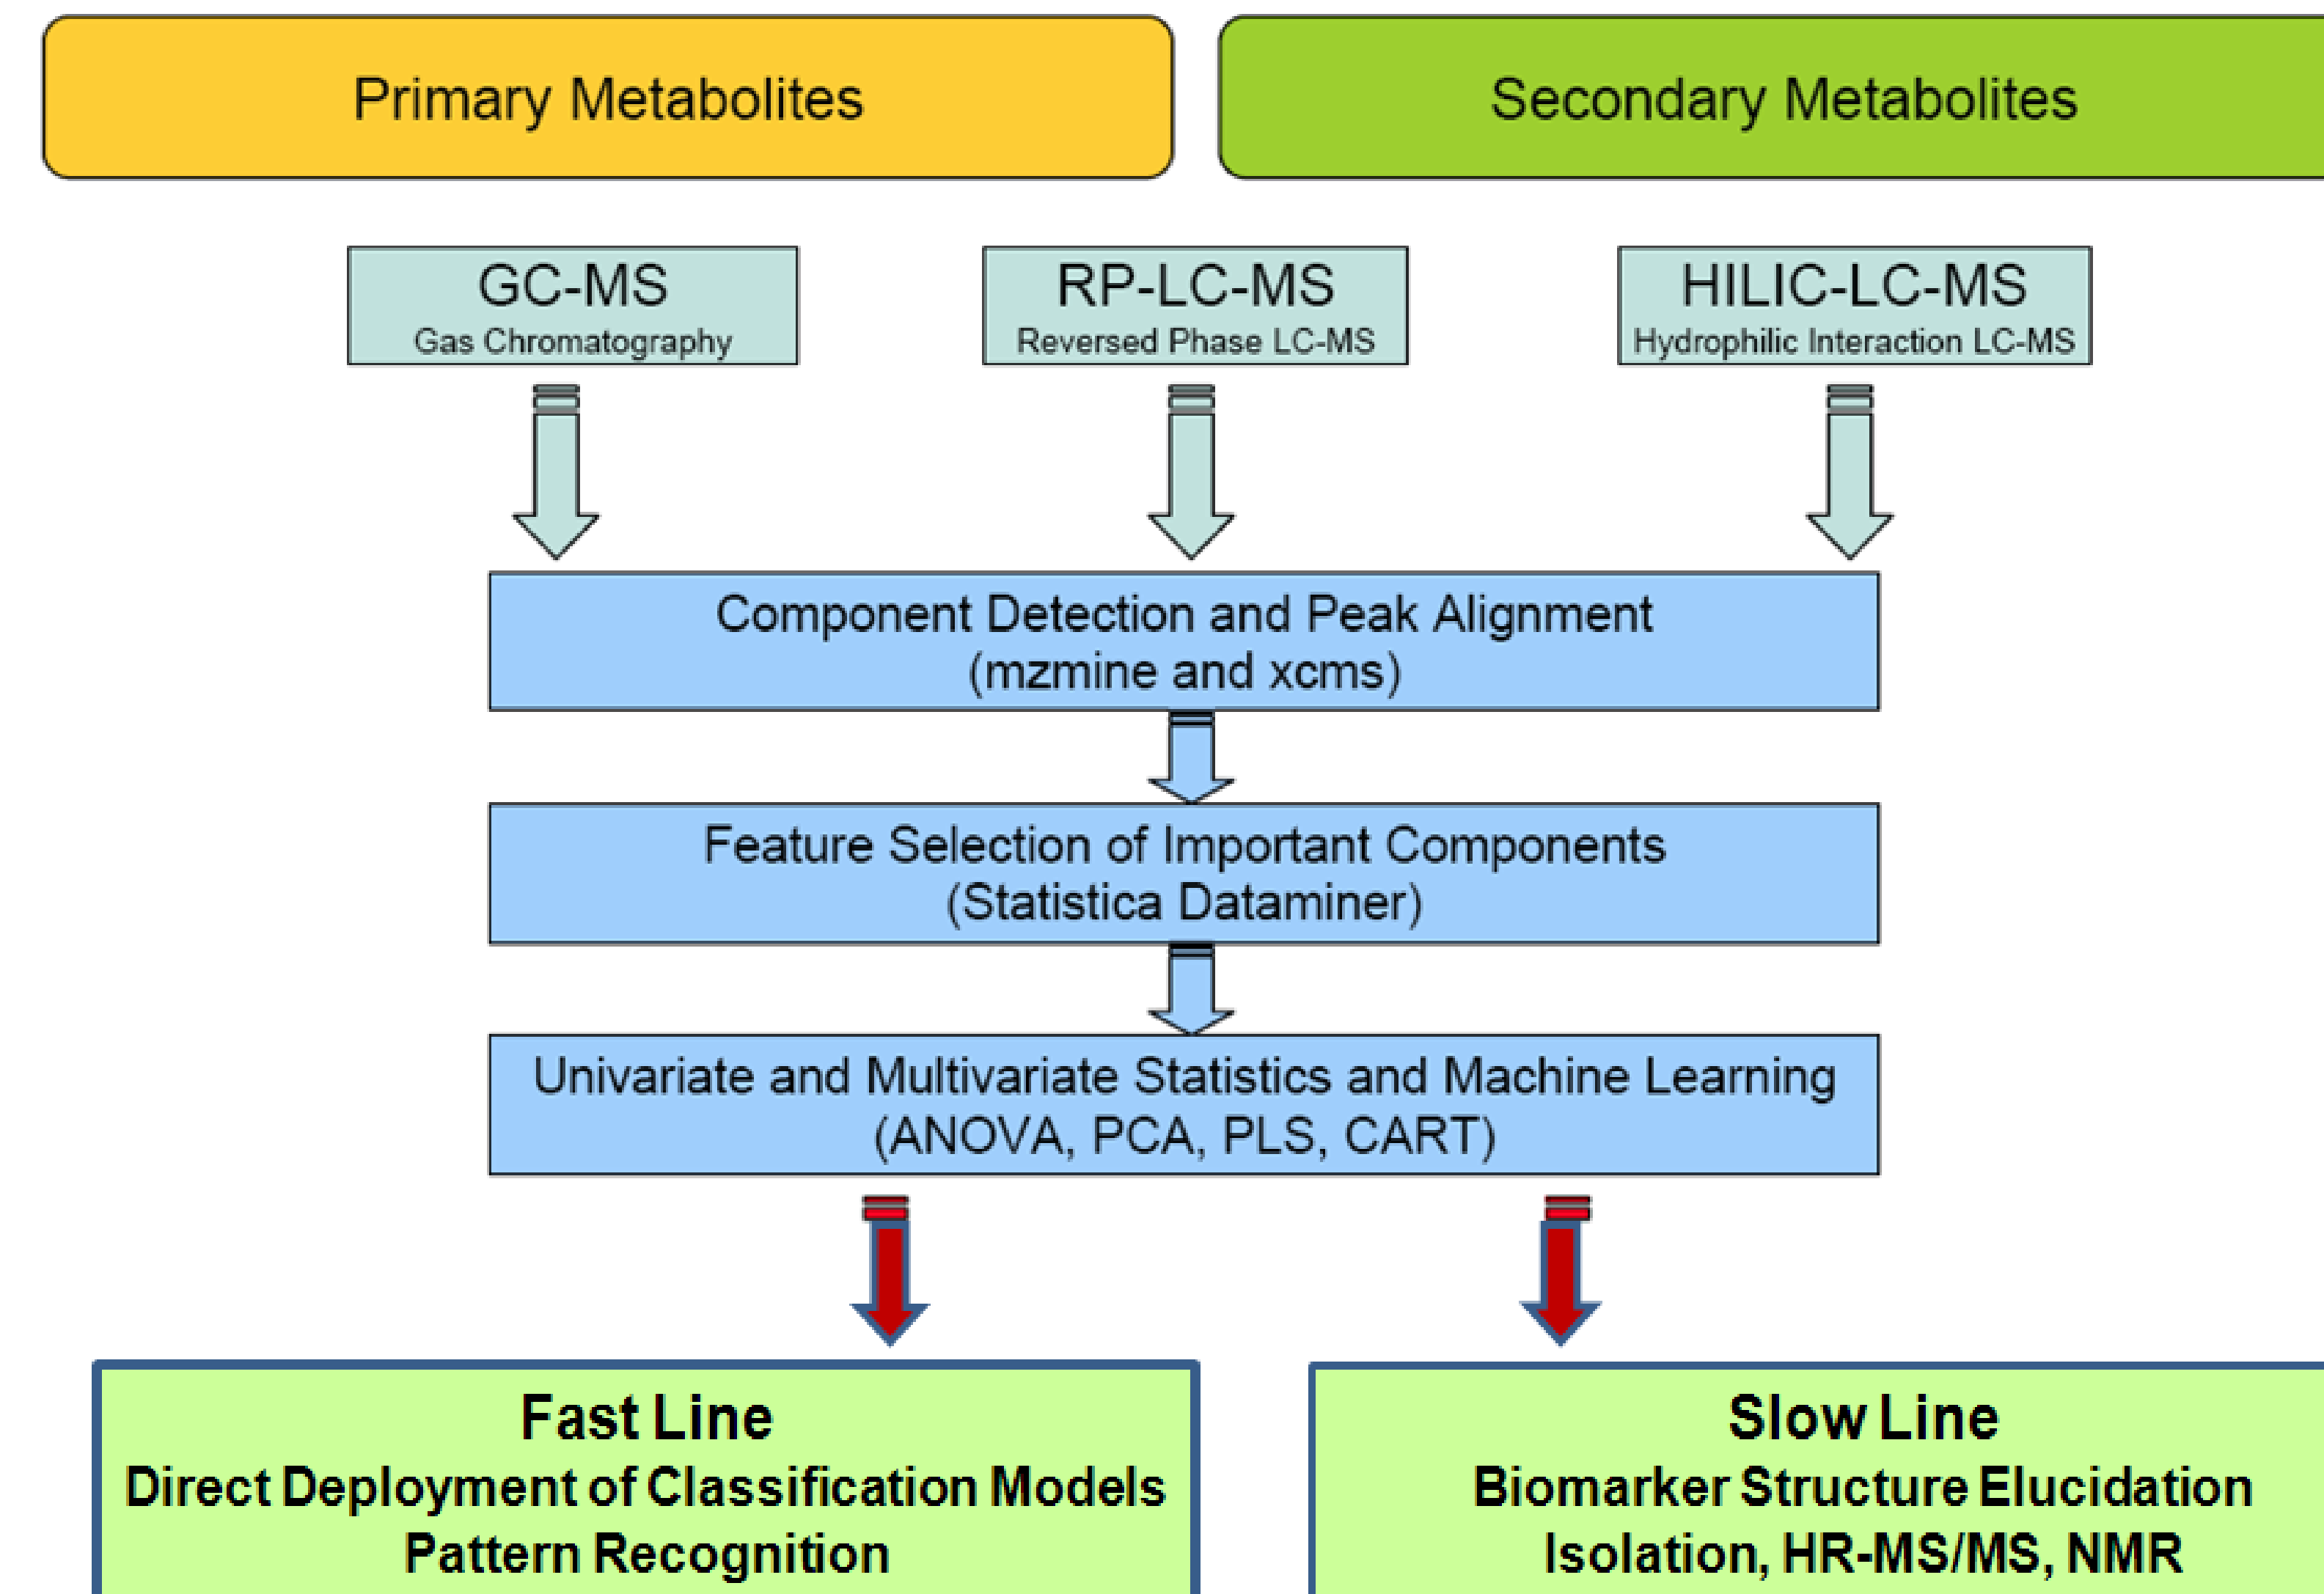 Primary Metabolites
Secondary Metabolites
GC-MS
Gas Chromatography
RP-LC-MS
Reversed Phase LC-MS
HILIC-LC-MS
Hydrophilic Interaction LC-MS
Component Detection and Peak Alignment
(mzmine and xcms)
Feature Selection of Important Components
(Statistica Dataminer)
Univariate and Multivariate Statistics and Machine Learning
(ANOVA, PCA, PLS, CART)
Fast Line
Direct Deployment of Classification Models
Pattern Recognition
Slow Line
Biomarker Structure Elucidation
Isolation, HR-MS/MS, NMR